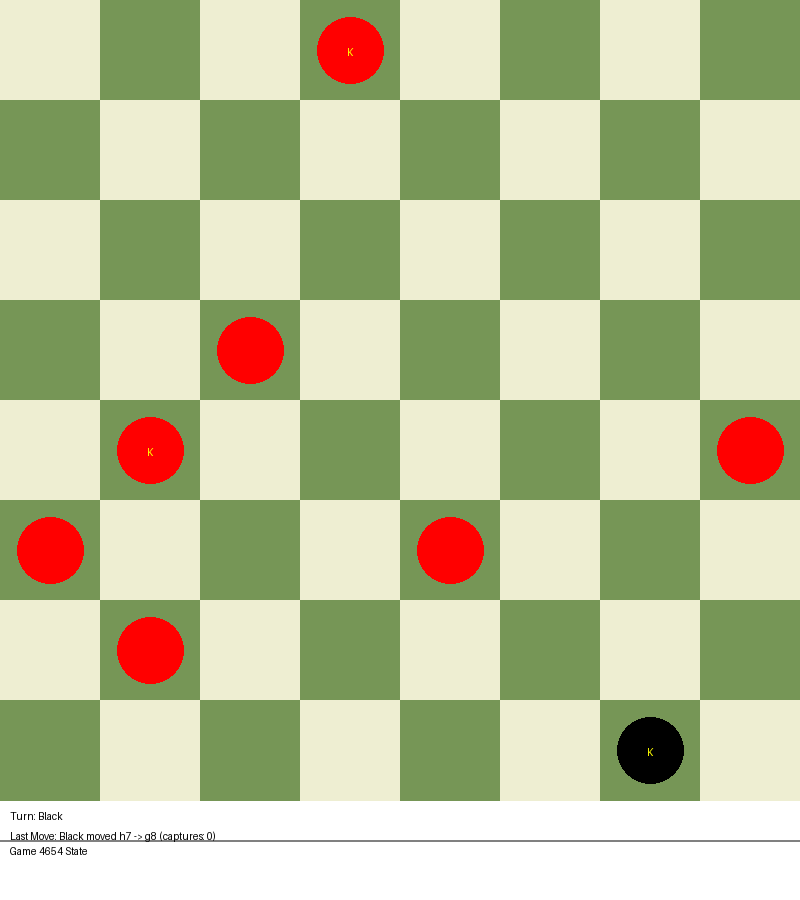 K
K
K
Turn: Black
Last Move: Black moved h7 -> g8 (captures: 0)
Game 4654 State